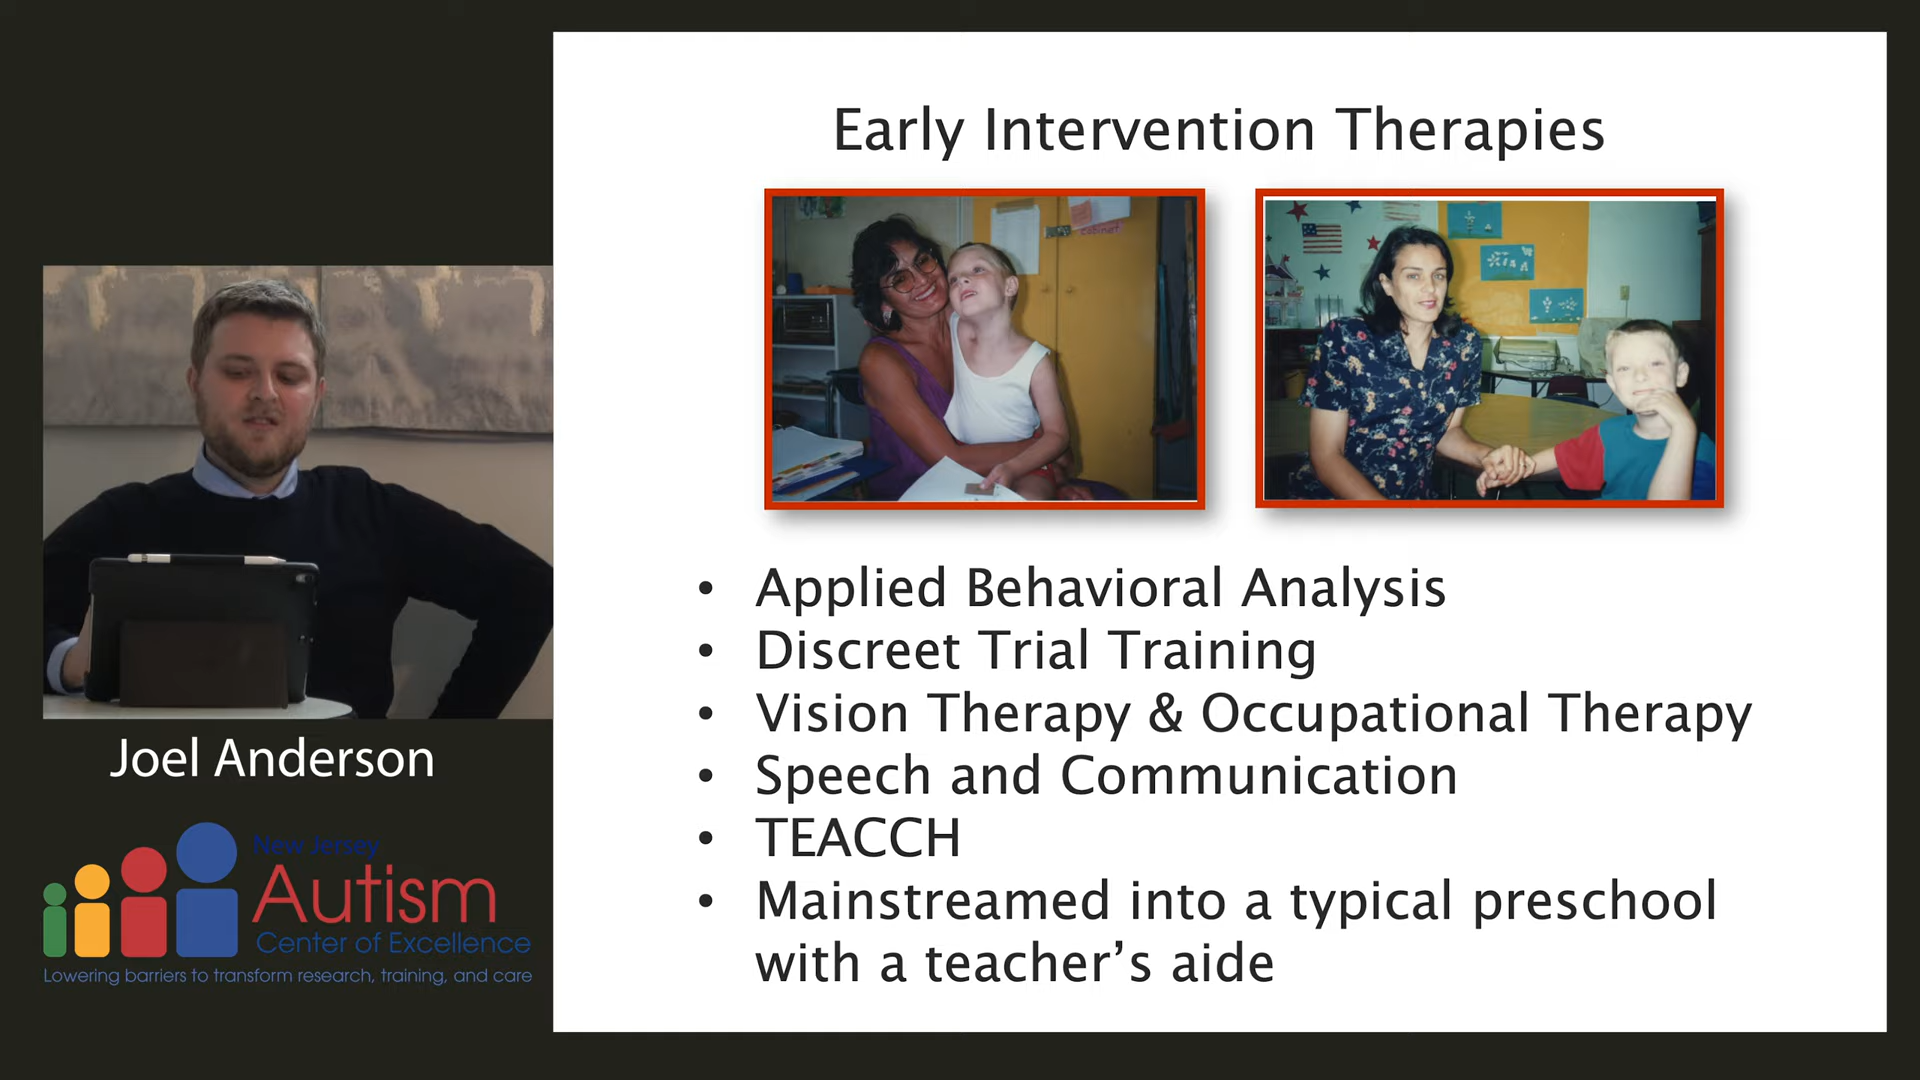 Early Intervention Therapies
cabinet
• Applied Behavioral Analysis
• Discreet Trial Training
• Vision Therapy & Occupational Therapy
• Speech and Communication
• TEACCH
• Mainstreamed into a typical preschool
with a teacher’s aide
Joel Anderson
New Jersey
Autism
Center of Excellence
Lowering barriers to transform research, training, and care